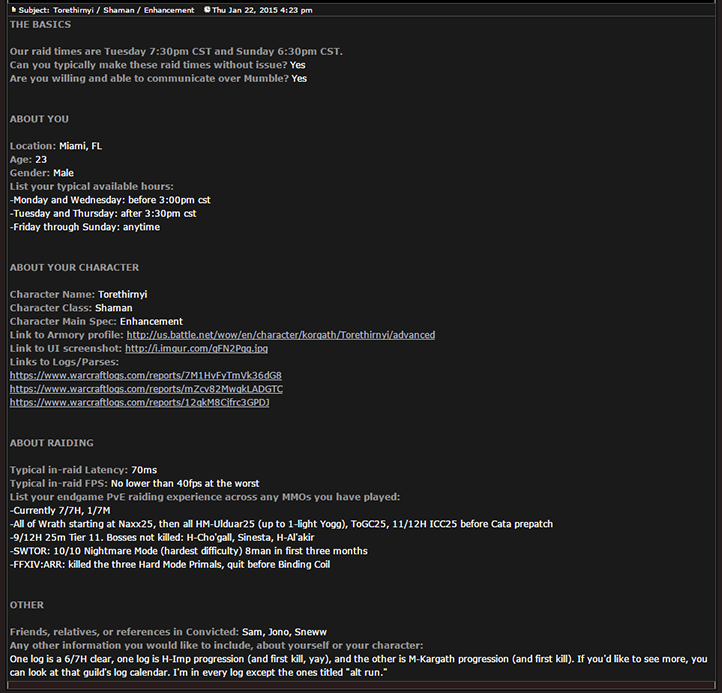 Subject: Torethirnyi / Shaman / Enhancement Thu Jan 22, 2015 4:23 pm
THE BASICS
Our raid times are Tuesday 7:30pm CST and Sunday 6:30pm CST.
Can you typically make these raid times without issue? Yes
Are you willing and able to communicate over Mumble? Yes
ABOUT YOU
Location: Miami, FL
Age: 23
Gender: Male
List your typical available hours:
-Monday and Wednesday: before 3:00pm cst
-Tuesday and Thursday: after 3:30pm cst
-Friday through Sunday: anytime
ABOUT YOUR CHARACTER
Character Name: Torethirnyi
Character Class: Shaman
Character Main Spec: Enhancement
Link to Armory profile: http://us.battle.net/wow/en/character/korgath/Torethirnyi/advanced
Link to UI screenshot: http://i.imgur.com/gFN2Pqg.jpg
Links to Logs/Parses:
https://www.warcraftlogs.com/reports/7M1HvFyTmVk36dG8
https://www.warcraftlogs.com/reports/mZcv82MwqkLADGTC
https://www.warcraftlogs.com/reports/12qkM8Cjfrc3GPDJ
ABOUT RAIDING
Typical in-raid Latency: 70ms
Typical in-raid FPS: No lower than 40fps at the worst
List your endgame PvE raiding experience across any MMOs you have played:
-Currently 7/7H, 1/7M
-All of Wrath starting at Naxx25, then all HM-Ulduar25 (up to 1-light Yogg), ToGC25, 11/12H ICC25 before Cata prepatch
-9/12H 25m Tier 11. Bosses not killed: H-Cho'gall, Sinesta, H-Al'akir
-SWTOR: 10/10 Nightmare Mode (hardest difficulty) 8man in first three months
-FFXIV:ARR: killed the three Hard Mode Primals, quit before Binding Coil
OTHER
Friends, relatives, or references in Convicted: Sam, Jono, Sneww
Any other information you would like to include, about yourself or your character:
One log is a 6/7H clear, one log is H-Imp progression (and first kill, yay), and the other is M-Kargath progression (and first kill). If you'd like to see more, you
can look at that guild's log calendar. I'm in every log except the ones titled "alt run."